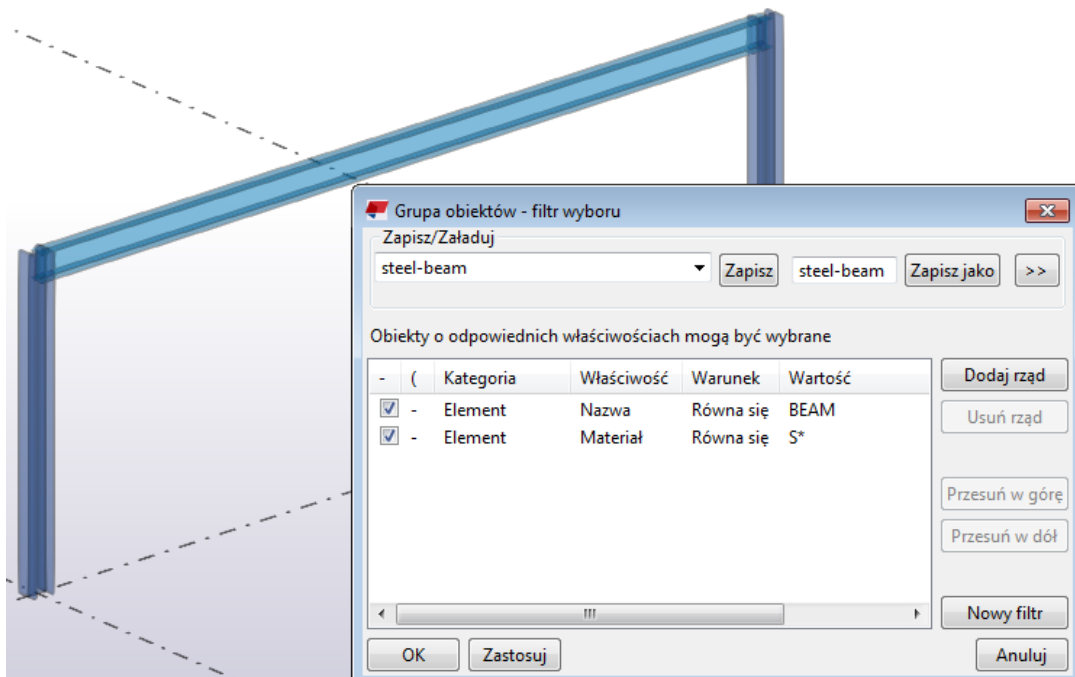 Grupa obiektów - filtr wyboru
Zapisz/Załaduj
steel-beam Zapisz steel-beam Zapisz jako >>
Obiekty o odpowiednich właściwościach mogą być wybrane
- ( Kategoria Właściwość Warunek Wartość Dodaj rząd
- Element Nazwa Równa się BEAM Usuń rząd
- Element Materiał Równa się S*
Przesuń w górę
Przesuń w dół
Nowy filtr
OK Zastosuj Anuluj